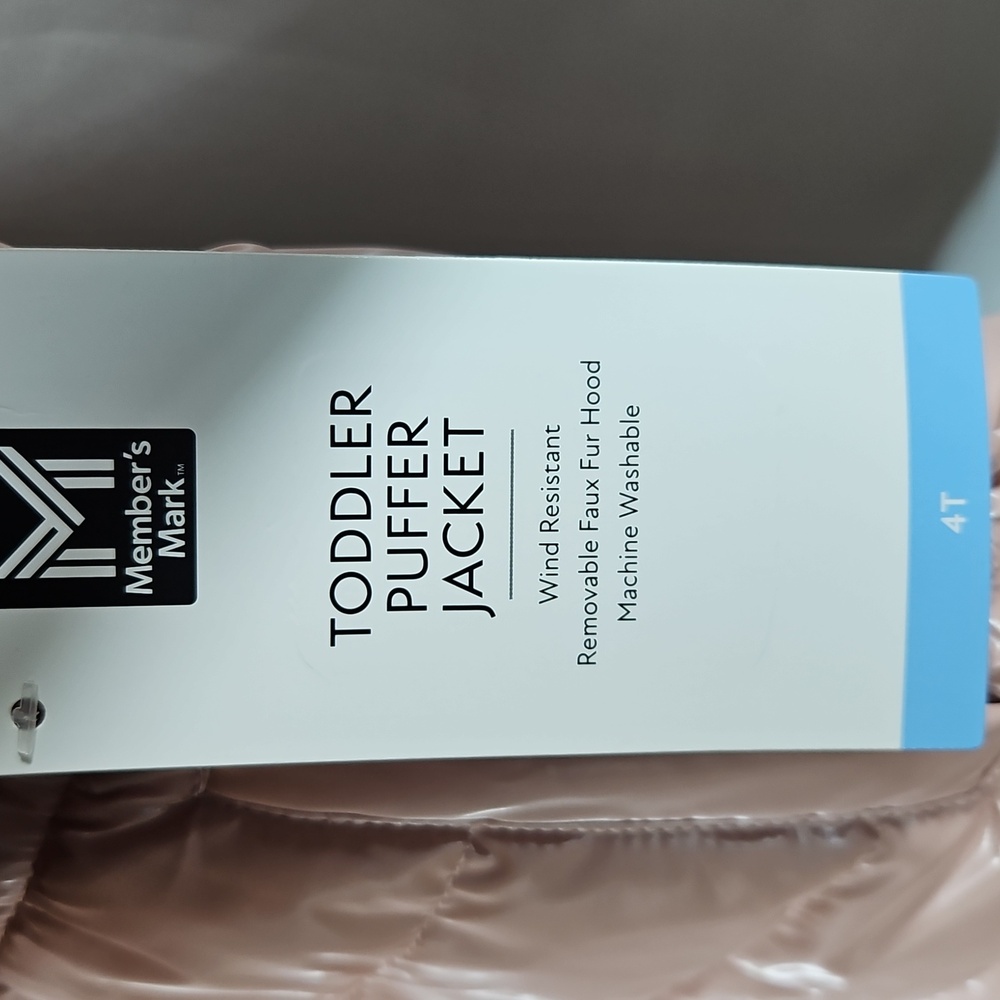 Member's
Mark™
TODDLER
PUFFER
JACKET
Wind Resistant
Removable Faux Fur Hood
Machine Washable
4T